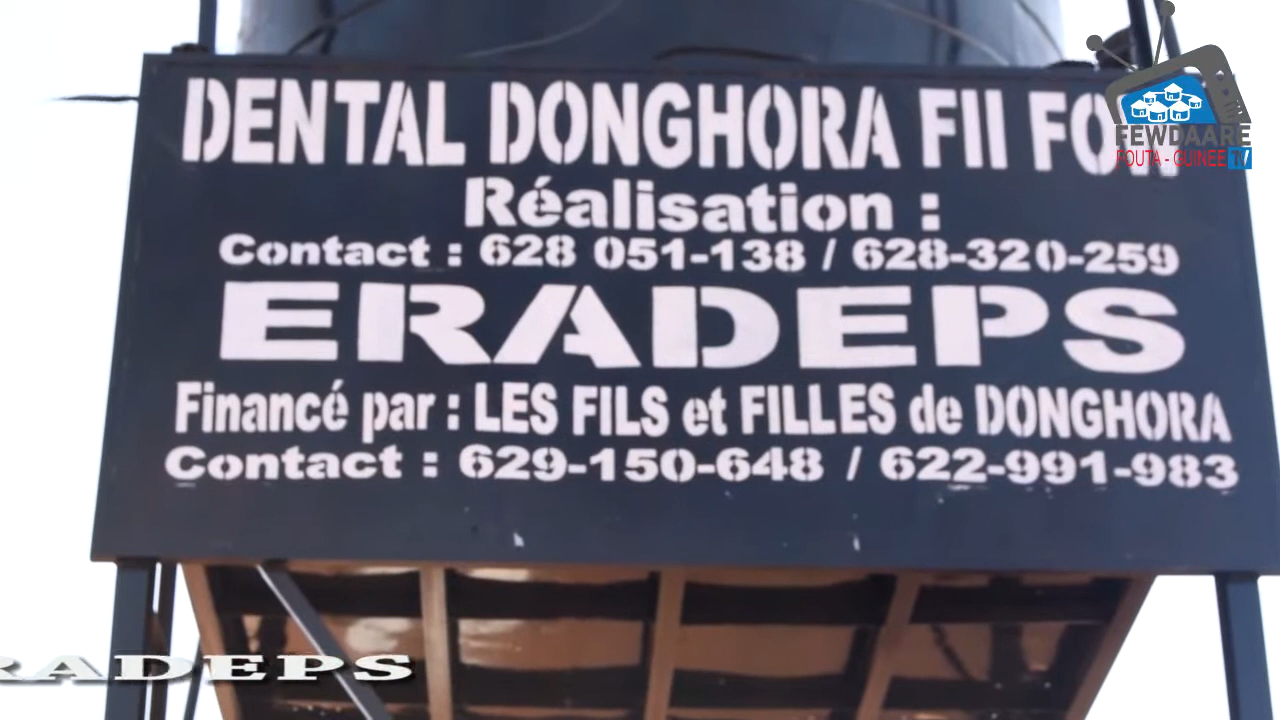 DENTAL DONGHORA FII
Réalisation :
Contact : 628 051-138 / 628-320-259
ERADEPS
Financé par : LES FILS et FILLES de DONGHORA
Contact : 629-150-648 / 622-991-983
FEWDAARE
FOUTA - GUINEE TV
RADEPS